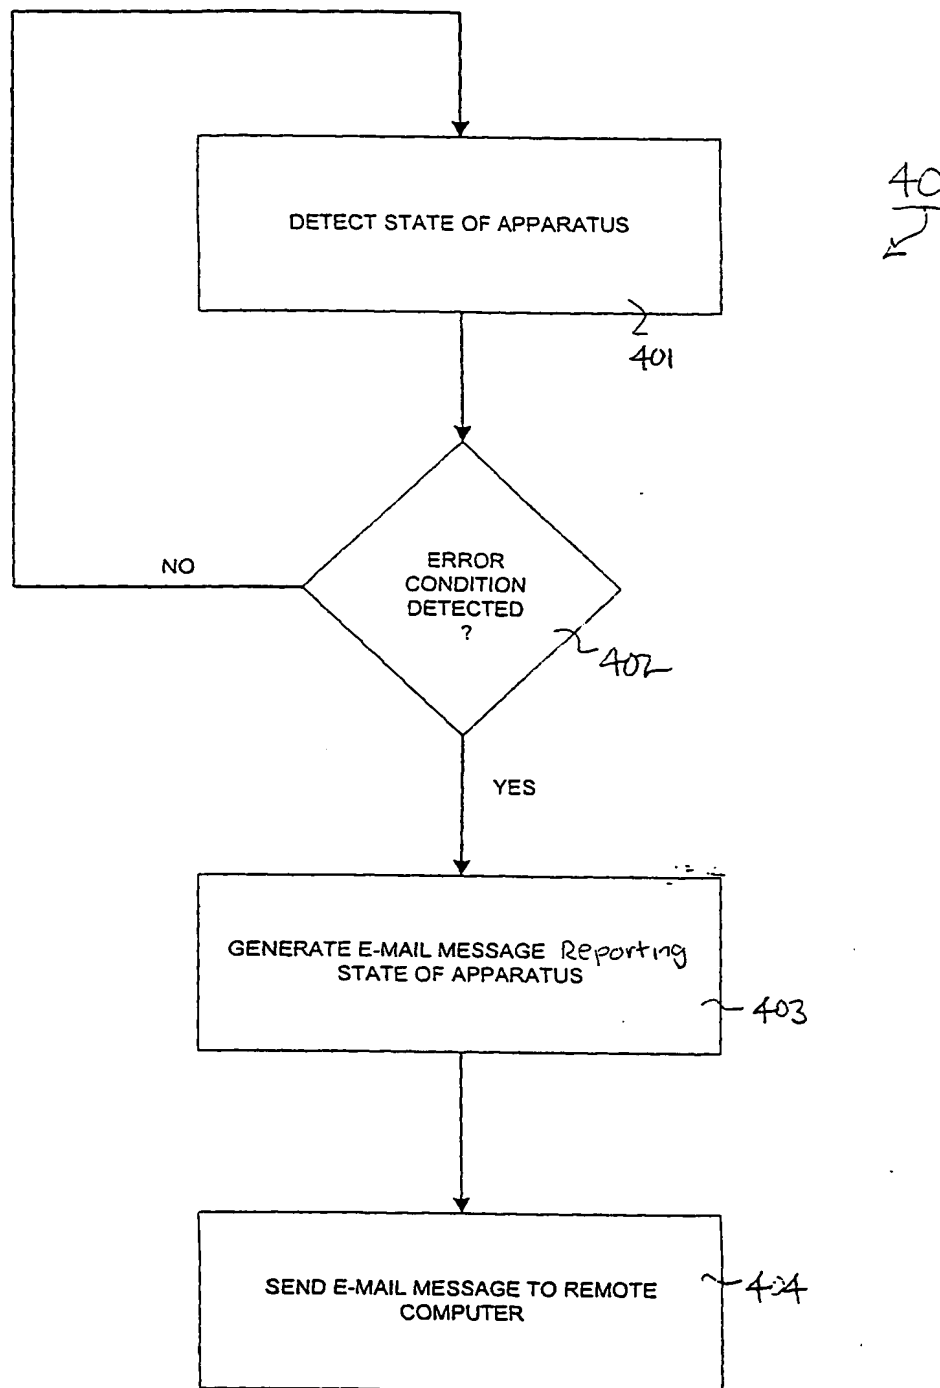 DETECT STATE OF APPARATUS
40
401
NO
ERROR
CONDITION
DETECTED
?
402
YES
GENERATE E-MAIL MESSAGE Reporting
STATE OF APPARATUS
403
SEND E-MAIL MESSAGE TO REMOTE
COMPUTER
404